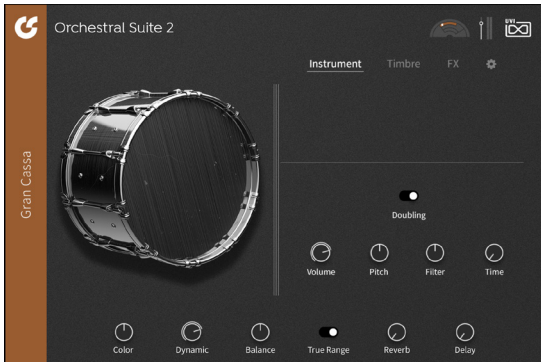 Orchestral Suite 2
UVI
Instrument Timbre FX
Gran Cassa
Doubling
Volume Pitch Filter Time
Color Dynamic Balance True Range Reverb Delay